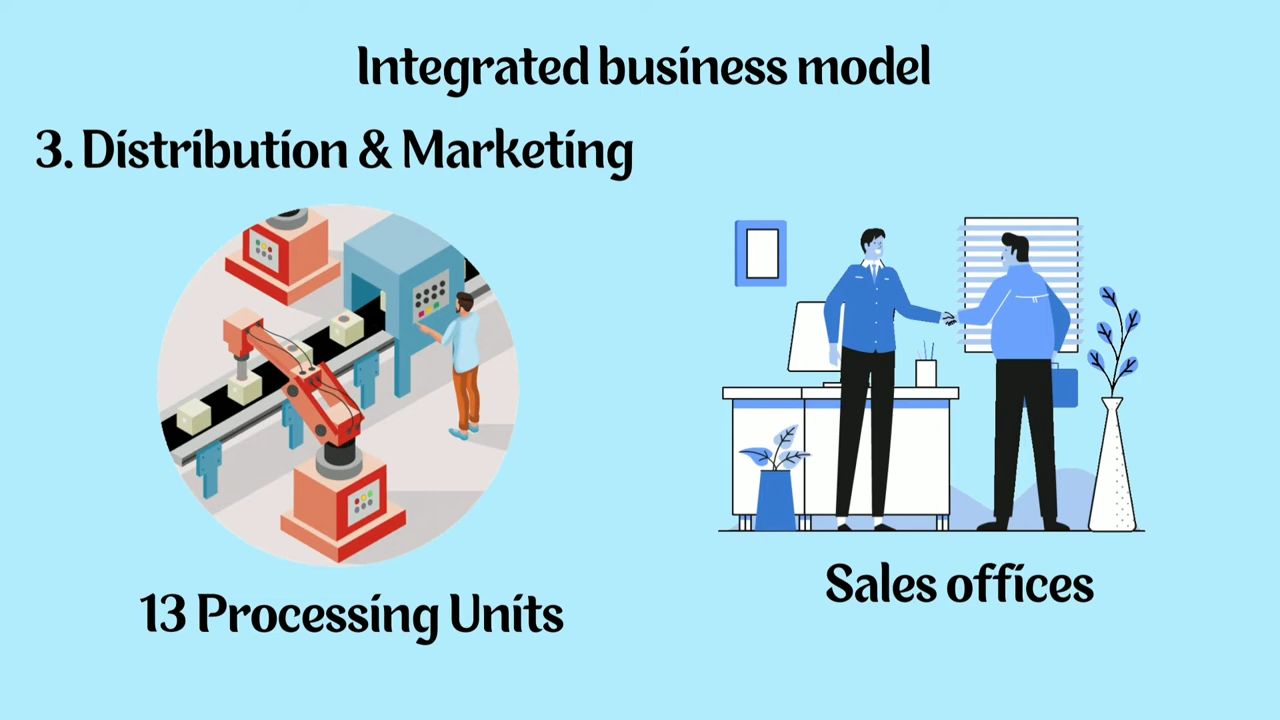 Integrated business model
3. Distribution & Marketing
13 Processing Units
Sales offices